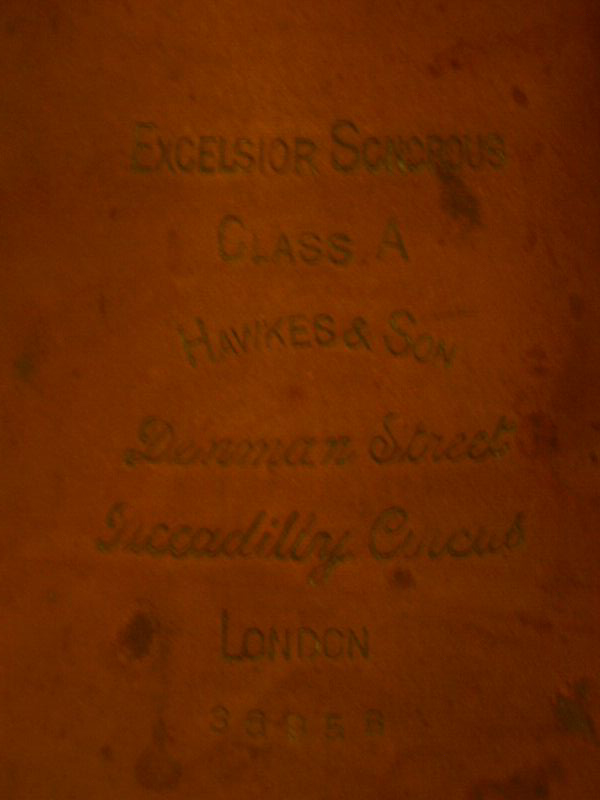 EXCELSIOR SONOROUS
CLASS A
HAWKES & SON
Denman Street
Piccadilly Circus
LONDON